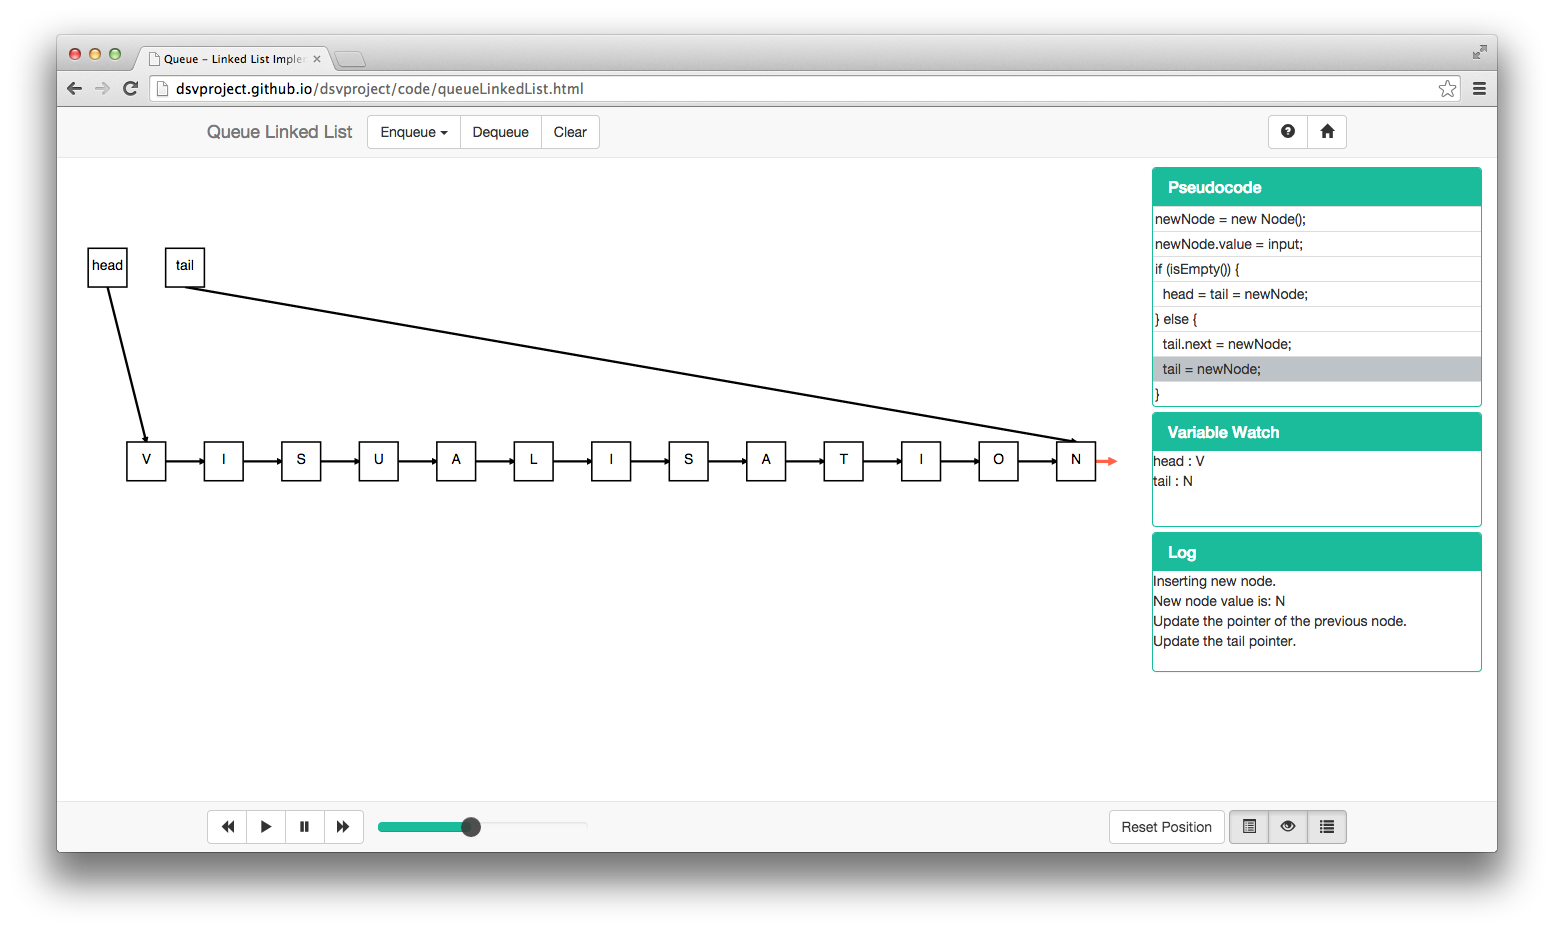 Queue – Linked List Imple
dsvproject.github.io/dsvproject/code/queueLinkedList.html
Queue Linked List Enqueue Dequeue Clear
Pseudocode
newNode = new Node();
newNode.value = input;
if (isEmpty()) {
head = tail = newNode;
} else {
tail.next = newNode;
tail = newNode;
}
head tail
V I S U A L I S A T I O N
Variable Watch
head : V
tail : N
Log
Inserting new node.
New node value is: N
Update the pointer of the previous node.
Update the tail pointer.
Reset Position